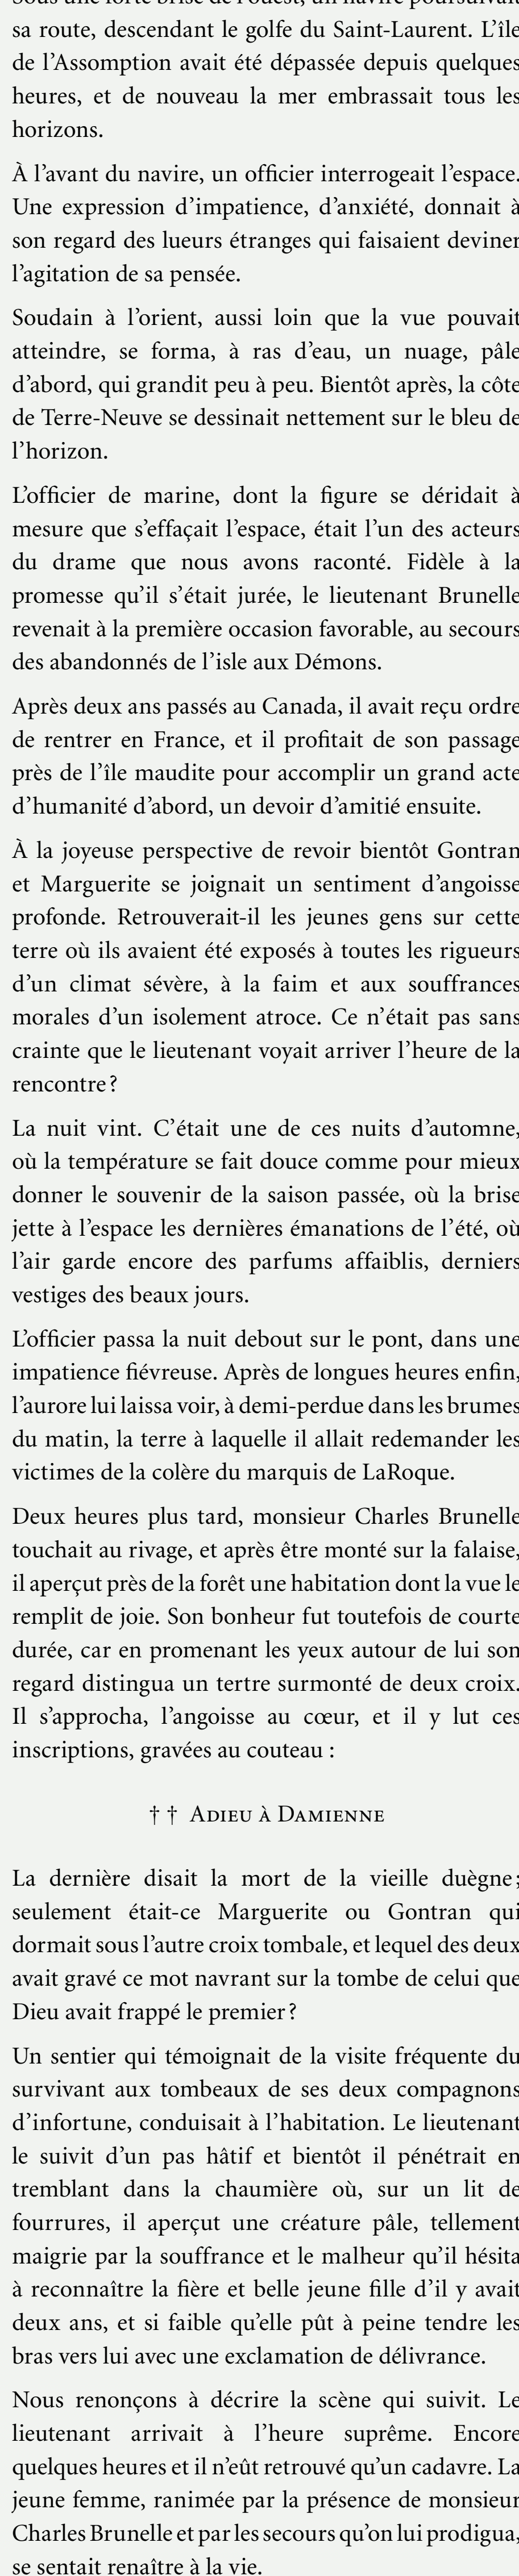 Sous une forte brise de l'ouest, un navire poursuivait
sa route, descendant le golfe du Saint-Laurent. L'île
de l'Assomption avait été dépassée depuis quelques
heures, et de nouveau la mer embrassait tous les
horizons.
À l'avant du navire, un officier interrogeait l'espace.
Une expression d'impatience, d'anxiété, donnait à
son regard des lueurs étranges qui faisaient deviner
l'agitation de sa pensée.
Soudain à l'orient, aussi loin que la vue pouvait
atteindre, se forma, à ras d'eau, un nuage, pâle
d'abord, qui grandit peu à peu. Bientôt après, la côte
de Terre-Neuve se dessinait nettement sur le bleu de
l'horizon.
L'officier de marine, dont la figure se déridait à
mesure que s'effaçait l'espace, était l'un des acteurs
du drame que nous avons raconté. Fidèle à la
promesse qu'il s'était jurée, le lieutenant Brunelle
revenait à la première occasion favorable, au secours
des abandonnés de l'isle aux Démons.
Après deux ans passés au Canada, il avait reçu ordre
de rentrer en France, et il profitait de son passage
près de l'île maudite pour accomplir un grand acte
d'humanité d'abord, un devoir d'amitié ensuite.
À la joyeuse perspective de revoir bientôt Gontran
et Marguerite se joignait un sentiment d'angoisse
profonde. Retrouverait-il les jeunes gens sur cette
terre où ils avaient été exposés à toutes les rigueurs
d'un climat sévère, à la faim et aux souffrances
morales d'un isolement atroce. Ce n'était pas sans
crainte que le lieutenant voyait arriver l'heure de la
rencontre ?
La nuit vint. C'était une de ces nuits d'automne,
où la température se fait douce comme pour mieux
donner le souvenir de la saison passée, où la brise
jette à l'espace les dernières émanations de l'été, où
l'air garde encore des parfums affaiblis, derniers
vestiges des beaux jours.
L'officier passa la nuit debout sur le pont, dans une
impatience fiévreuse. Après de longues heures enfin,
l'aurore lui laissa voir, à demi-perdue dans les brumes
du matin, la terre à laquelle il allait redemander les
victimes de la colère du marquis de LaRoque.
Deux heures plus tard, monsieur Charles Brunelle
touchait au rivage, et après être monté sur la falaise,
il aperçut près de la forêt une habitation dont la vue le
remplit de joie. Son bonheur fut toutefois de courte
durée, car en promenant les yeux autour de lui son
regard distingua un tertre surmonté de deux croix.
Il s'approcha, l'angoisse au cœur, et il y lut ces
inscriptions, gravées au couteau :
† † Adieu à Damienne
La dernière disait la mort de la vieille duègne ;
seulement était-ce Marguerite ou Gontran qui
dormait sous l'autre croix tombale, et lequel des deux
avait gravé ce mot navrant sur la tombe de celui que
Dieu avait frappé le premier ?
Un sentier qui témoignait de la visite fréquente du
survivant aux tombeaux de ses deux compagnons
d'infortune, conduisait à l'habitation. Le lieutenant
le suivit d'un pas hâtif et bientôt il pénétrait en
tremblant dans la chaumière où, sur un lit de
fourrures, il aperçut une créature pâle, tellement
maigrie par la souffrance et le malheur qu'il hésita
à reconnaître la fière et belle jeune fille d'il y avait
deux ans, et si faible qu'elle pût à peine tendre les
bras vers lui avec une exclamation de délivrance.
Nous renonçons à décrire la scène qui suivit. Le
lieutenant arrivait à l'heure suprême. Encore
quelques heures et il n'eût retrouvé qu'un cadavre. La
jeune femme, ranimée par la présence de monsieur
Charles Brunelle et par les secours qu'on lui prodigua,
se sentait renaître à la vie.